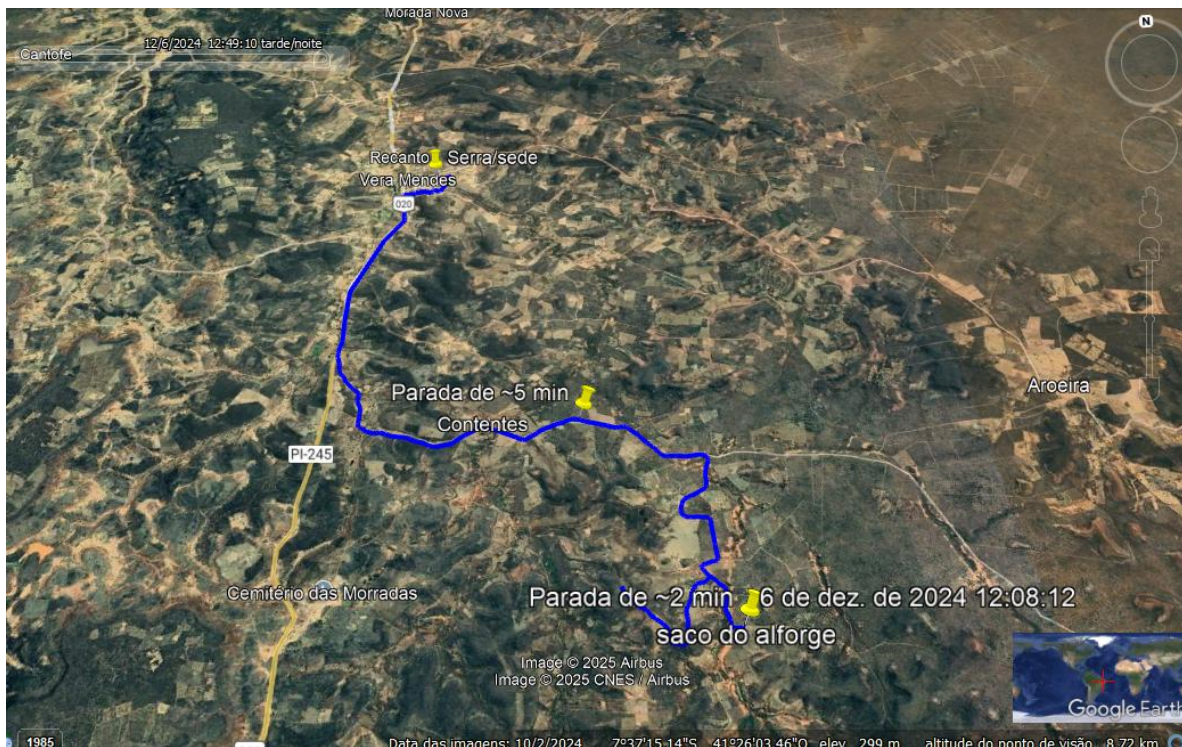 Morada Nova
12/6/2024 12:49:10 tarde/noite
Cantofe
N
Recanto
Serra/sede
Vera Mendes
020
Parada de ~5 min
Contentes
Aroeira
PI-245
Cemitério das Morradas
Parada de ~2 min - 6 de dez. de 2024 12:08:12
saco do alforge
Image © 2025 Airbus
Image © 2025 CNES / Airbus
Google Earth
1985
Data das imagens: 10/2/2024 7°37'15.14"S 41°26'03.46"O elev. 299 m altitude do ponto de visão 8.72 km